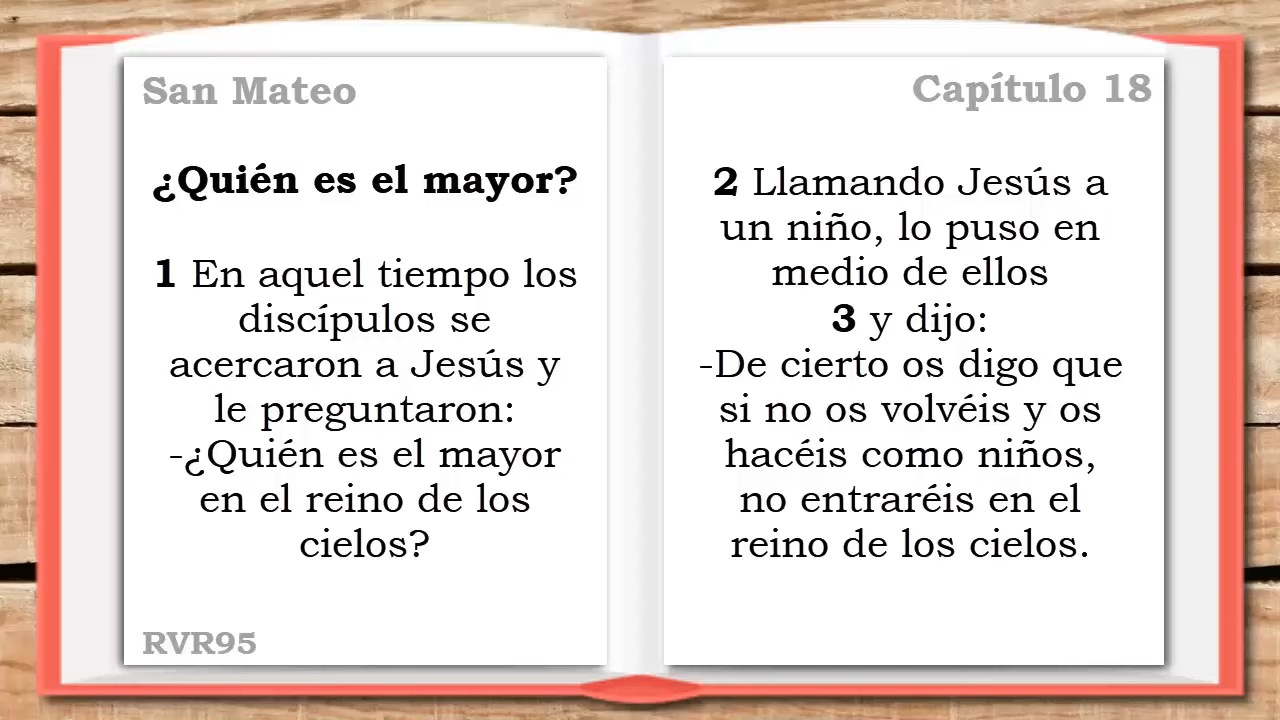 San Mateo
¿Quién es el mayor?
1 En aquel tiempo los
discípulos se
acercaron a Jesús y
le preguntaron:
-¿Quién es el mayor
en el reino de los
cielos?
RVR95
Capítulo 18
2 Llamando Jesús a
un niño, lo puso en
medio de ellos
3 y dijo:
-De cierto os digo que
si no os volvéis y os
hacéis como niños,
no entraréis en el
reino de los cielos.